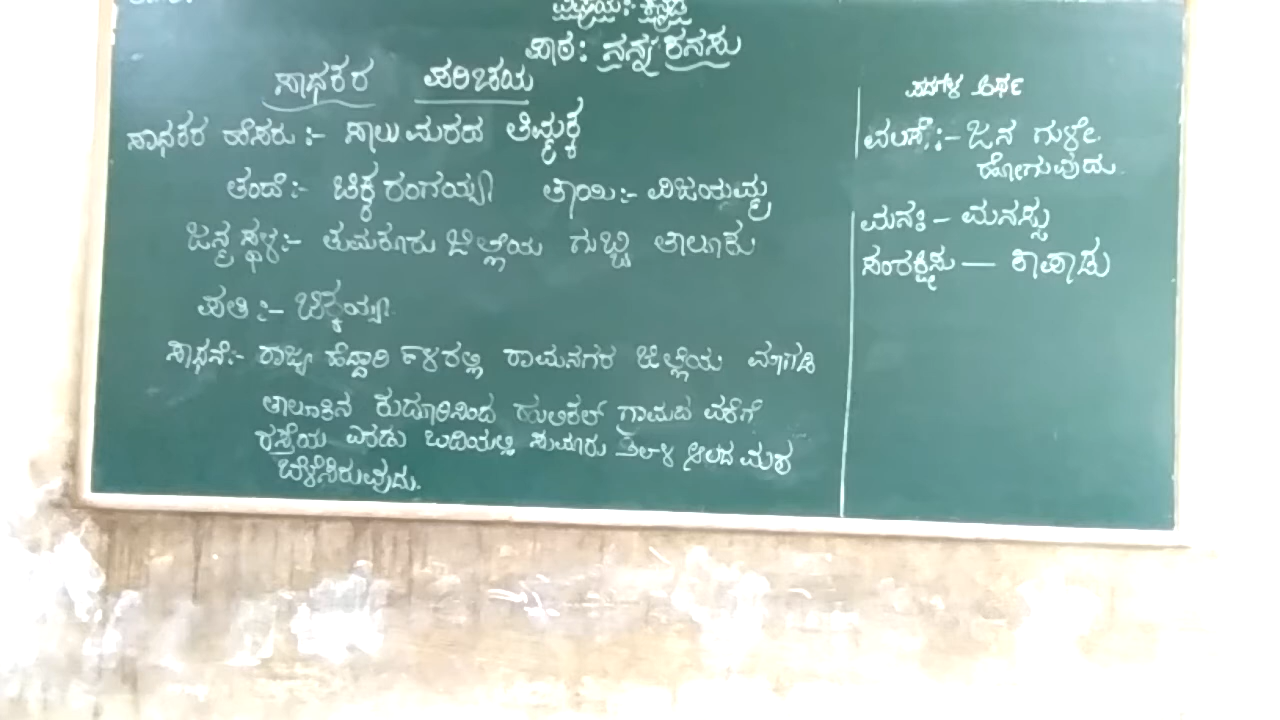 ವಿಷಯ:- ಕನ್ನಡ
ಪಾಠ: ನನ್ನ ಕನಸು
ಸಾಧಕರ ಪರಿಚಯ
ಸಾಧಕರ ಹೆಸರು :- ಸಾಲು ಮರದ ತಿಮ್ಮಕ್ಕ
ತಂದೆ:- ಚಿಕ್ಕರಂಗಯ್ಯ ತಾಯಿ:- ವಿಜಯಮ್ಮ
ಜನ್ಮ ಸ್ಥಳ:- ತುಮಕೂರು ಜಿಲ್ಲೆಯ ಗುಬ್ಬಿ ತಾಲೂಕು
ಪತಿ :- ಚಿಕ್ಕಯ್ಯ.
ಸಾಧನೆ:- ರಾಜ್ಯ ಹೆದ್ದಾರಿ ೯೪ರಲ್ಲಿ ರಾಮನಗರ ಜಿಲ್ಲೆಯ ಮಾಗಡಿ
ತಾಲೂಕಿನ ಕುದೂರಿನಿಂದ ಹುಲಿಕಲ್ ಗ್ರಾಮದ ವರೆಗೆ
ರಸ್ತೆಯ ಎರಡು ಬದಿಯಲ್ಲಿ ಸುಮಾರು ಆಲದ ಮರ
ಬೆಳೆಸಿರುವುದು.
ಪದಗಳ ಅರ್ಥ
ವಲಸೆ:- ಜನ ಗುಳೇ
ಹೋಗುವುದು.
ಮನಃ - ಮನಸ್ಸು
ಸಂರಕ್ಷಿಸು — ಕಾಪಾಡು